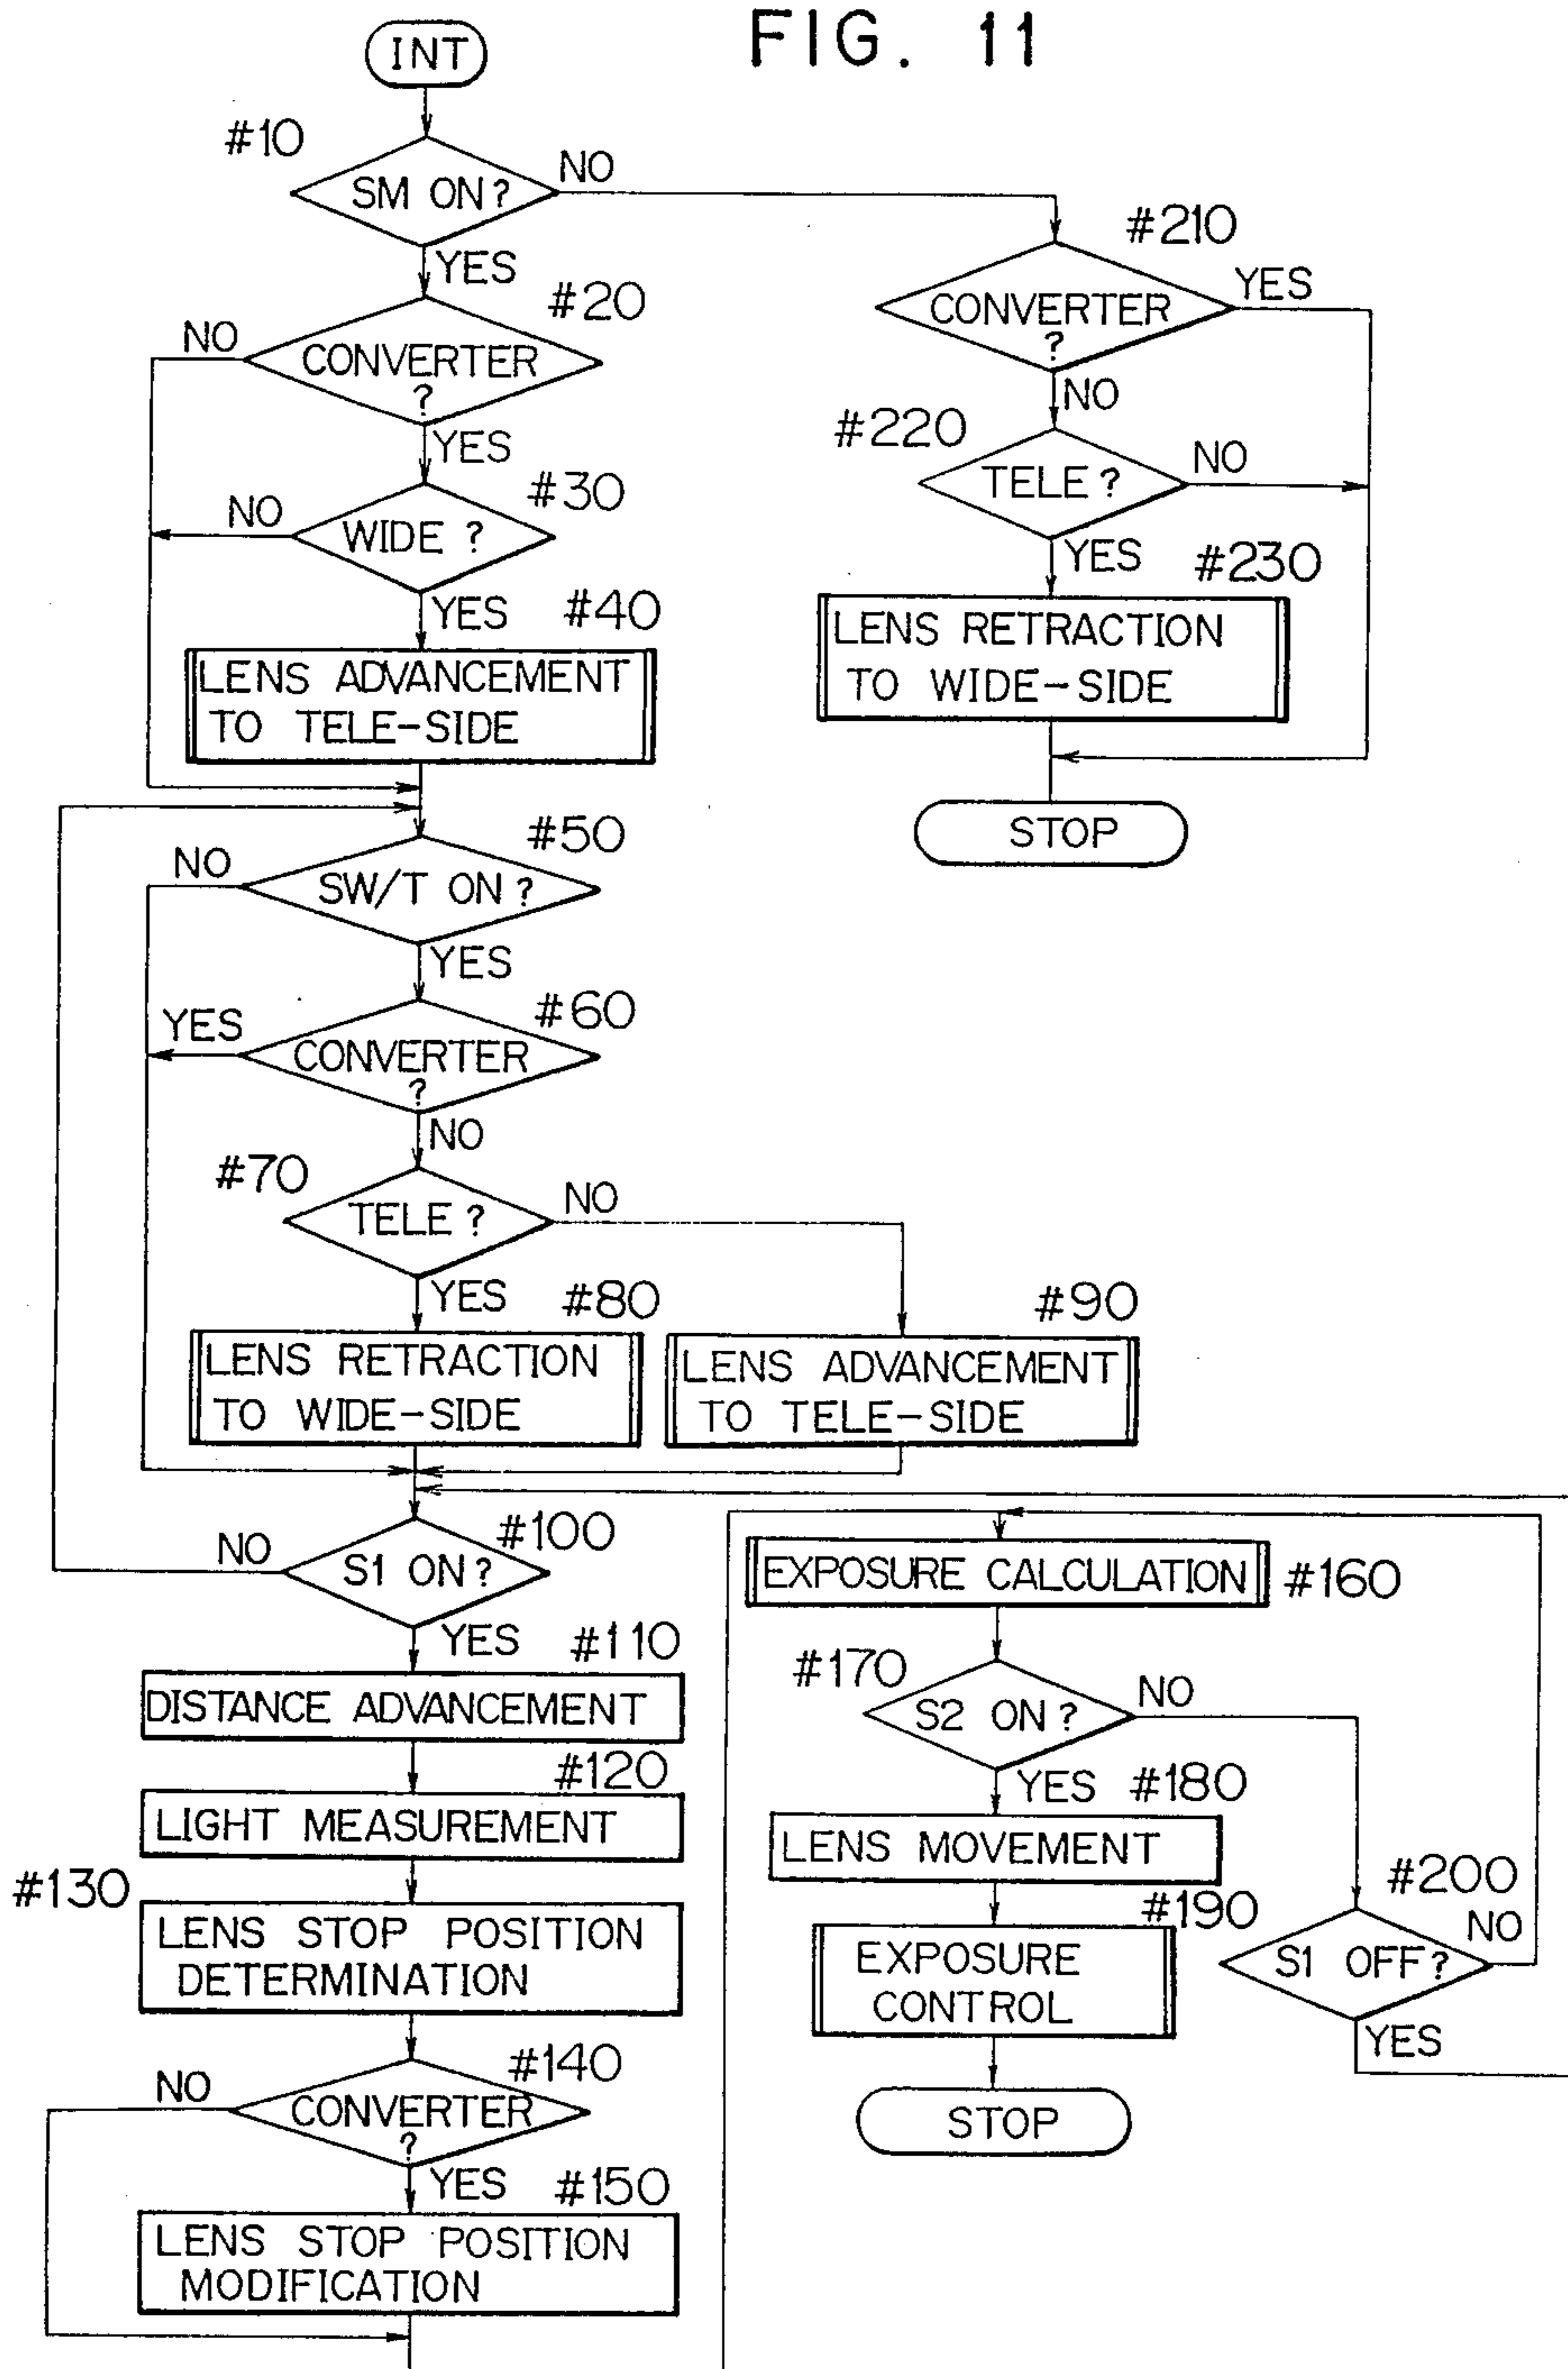 FIG. 11
INT
#10
SM ON?
NO
YES
#20
CONVERTER
?
NO
YES
#30
WIDE ?
NO
YES
#40
LENS ADVANCEMENT
TO TELE-SIDE
#210
CONVERTER
?
YES
NO
#220
TELE ?
NO
YES
#230
LENS RETRACTION
TO WIDE-SIDE
STOP
#50
SW/T ON ?
NO
YES
#60
CONVERTER
?
YES
NO
#70
TELE ?
NO
YES
#80
LENS RETRACTION
TO WIDE-SIDE
#90
LENS ADVANCEMENT
TO TELE-SIDE
#100
S1 ON ?
NO
YES
#110
DISTANCE ADVANCEMENT
#120
LIGHT MEASUREMENT
#130
LENS STOP POSITION
DETERMINATION
#140
CONVERTER
?
NO
YES
#150
LENS STOP POSITION
MODIFICATION
EXPOSURE CALCULATION
#160
#170
S2 ON ?
NO
YES
#180
LENS MOVEMENT
#190
EXPOSURE
CONTROL
STOP
#200
S1 OFF?
NO
YES